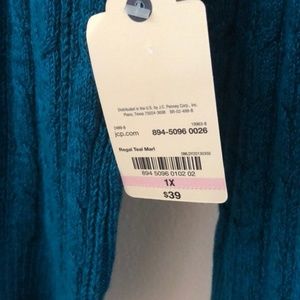 Distributed in the U.S. by J.C. Penney Corp., Inc.
Plano, Texas 75024-3698
jcp.com
894-5096 0026
Regal Teal Marl
894 5096 0102 02
1X
$39